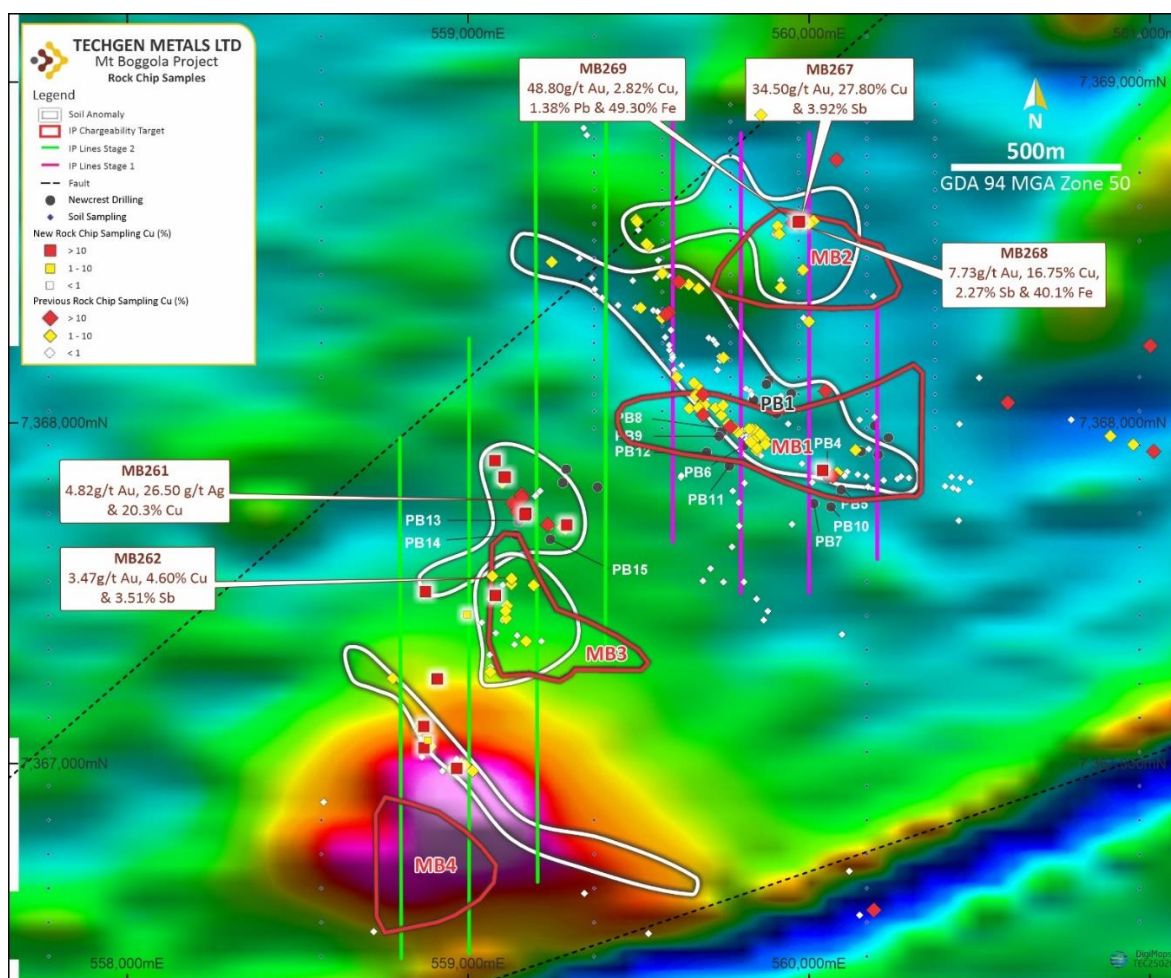 559,000mE
560,000mE
561,000mE
TECHGEN METALS LTD
Mt Boggola Project
Rock Chip Samples
Legend
Soil Anomaly
IP Chargeability Target
IP Lines Stage 2
IP Lines Stage 1
Fault
Newcrest Drilling
Soil Sampling
New Rock Chip Sampling Cu (%)
> 10
1 - 10
< 1
Previous Rock Chip Sampling Cu (%)
> 10
1 - 10
< 1
MB269
48.80g/t Au, 2.82% Cu,
1.38% Pb & 49.30% Fe
MB267
34.50g/t Au, 27.80% Cu
& 3.92% Sb
7,369,000mN
N
500m
GDA 94 MGA Zone 50
MB2
MB268
7.73g/t Au, 16.75% Cu,
2.27% Sb & 40.1% Fe
7,368,000mN
7,368,000mN
PB1
PB8
PB9
PB12
MB1
PB4
PB6
PB11
PB5
PB10
PB7
MB261
4.82g/t Au, 26.50 g/t Ag
& 20.3% Cu
PB13
PB14
PB15
MB262
3.47g/t Au, 4.60% Cu
& 3.51% Sb
MB3
7,367,000mN
MB4
558,000mE
559,000mE
560,000mE
DigiMaps